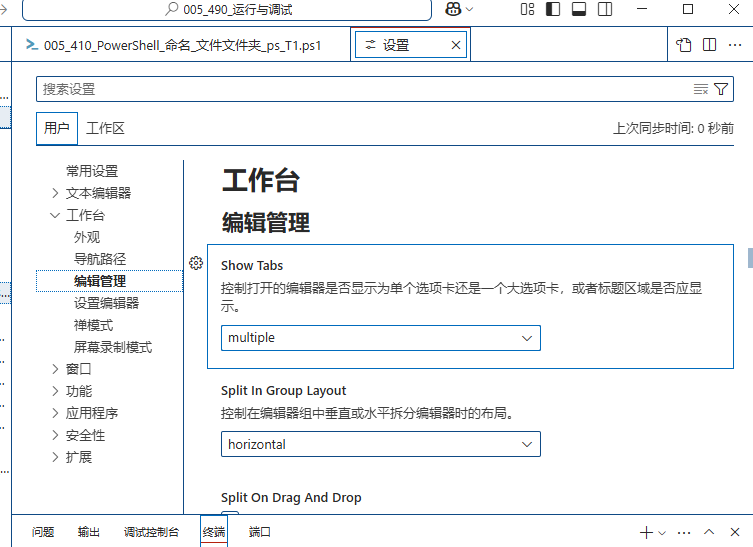 005_490_运行与调试
005_410_PowerShell_命名_文件文件夹_ps_T1.ps1
设置
搜索设置
用户
工作区
上次同步时间: 0 秒前
常用设置
文本编辑器
工作台
外观
导航路径
编辑管理
设置编辑器
禅模式
屏幕录制模式
窗口
功能
应用程序
安全性
扩展
工作台
编辑管理
Show Tabs
控制打开的编辑器是否显示为单个选项卡还是一个大选项卡，或者标题区域是否应显
示。
multiple
Split In Group Layout
控制在编辑器组中垂直或水平拆分编辑器时的布局。
horizontal
Split On Drag And Drop
问题
输出
调试控制台
终端
端口